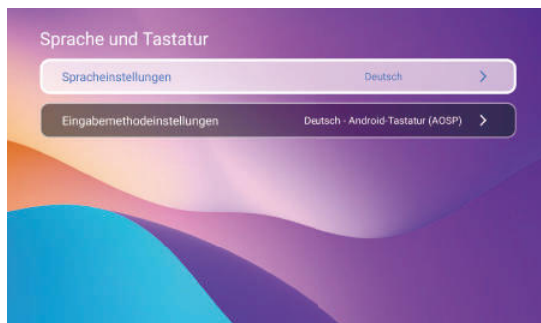 Sprache und Tastatur
Spracheinstellungen Deutsch
Eingabemethodeinstellungen Deutsch - Android-Tastatur (AOSP)